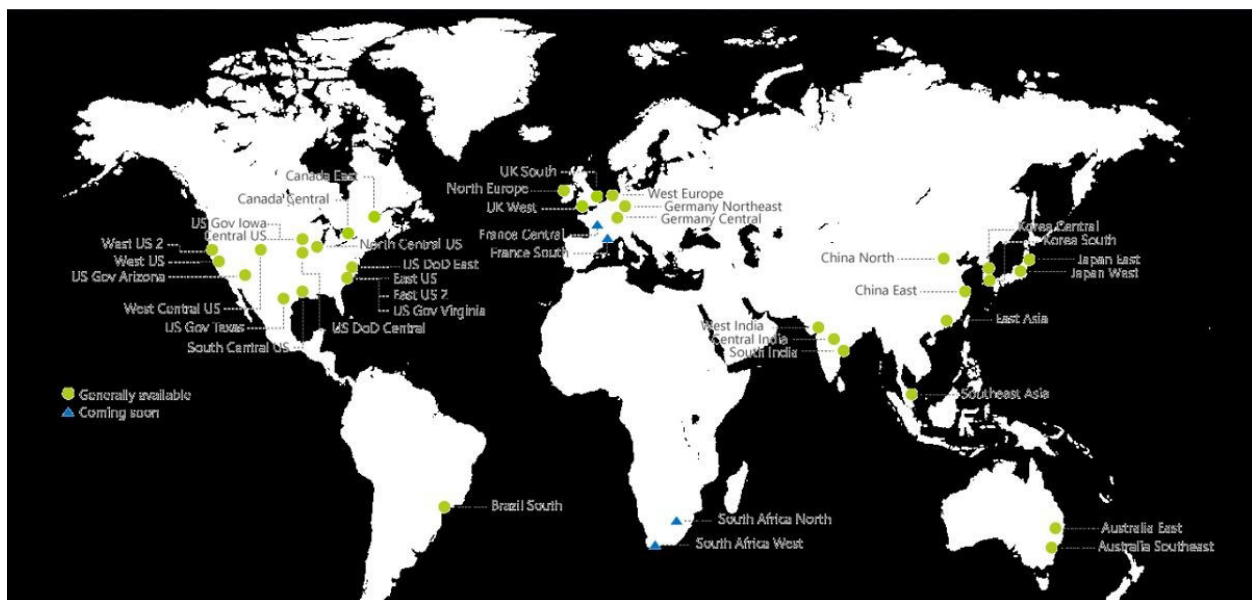 Canada East
Canada Central
US Gov Iowa
Central US
North Central US
West US 2
West US
US Gov Arizona
US DoD East
East US
East US 2
US Gov Virginia
West Central US
US Gov Texas
US DoD Central
South Central US
UK South
North Europe
West Europe
UK West
Germany Northeast
Germany Central
France Central
France South
Korea Central
Korea South
China North
Japan East
Japan West
China East
East Asia
West India
Central India
South India
Southeast Asia
Generally available
Coming soon
Brazil South
South Africa North
South Africa West
Australia East
Australia Southeast